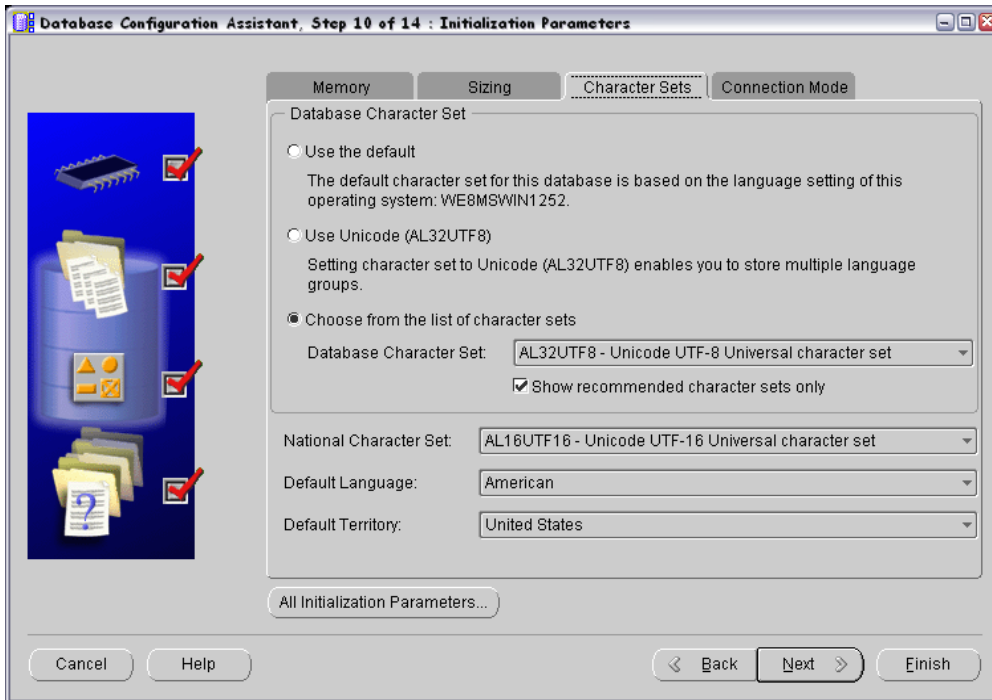 Database Configuration Assistant, Step 10 of 14 : Initialization Parameters
Memory Sizing Character Sets Connection Mode
Database Character Set
Use the default
The default character set for this database is based on the language setting of this
operating system: WE8MSWIN1252.
Use Unicode (AL32UTF8)
Setting character set to Unicode (AL32UTF8) enables you to store multiple language
groups.
Choose from the list of character sets
Database Character Set: AL32UTF8 - Unicode UTF-8 Universal character set
Show recommended character sets only
National Character Set: AL16UTF16 - Unicode UTF-16 Universal character set
Default Language: American
Default Territory: United States
All Initialization Parameters...
Cancel Help Back Next Finish